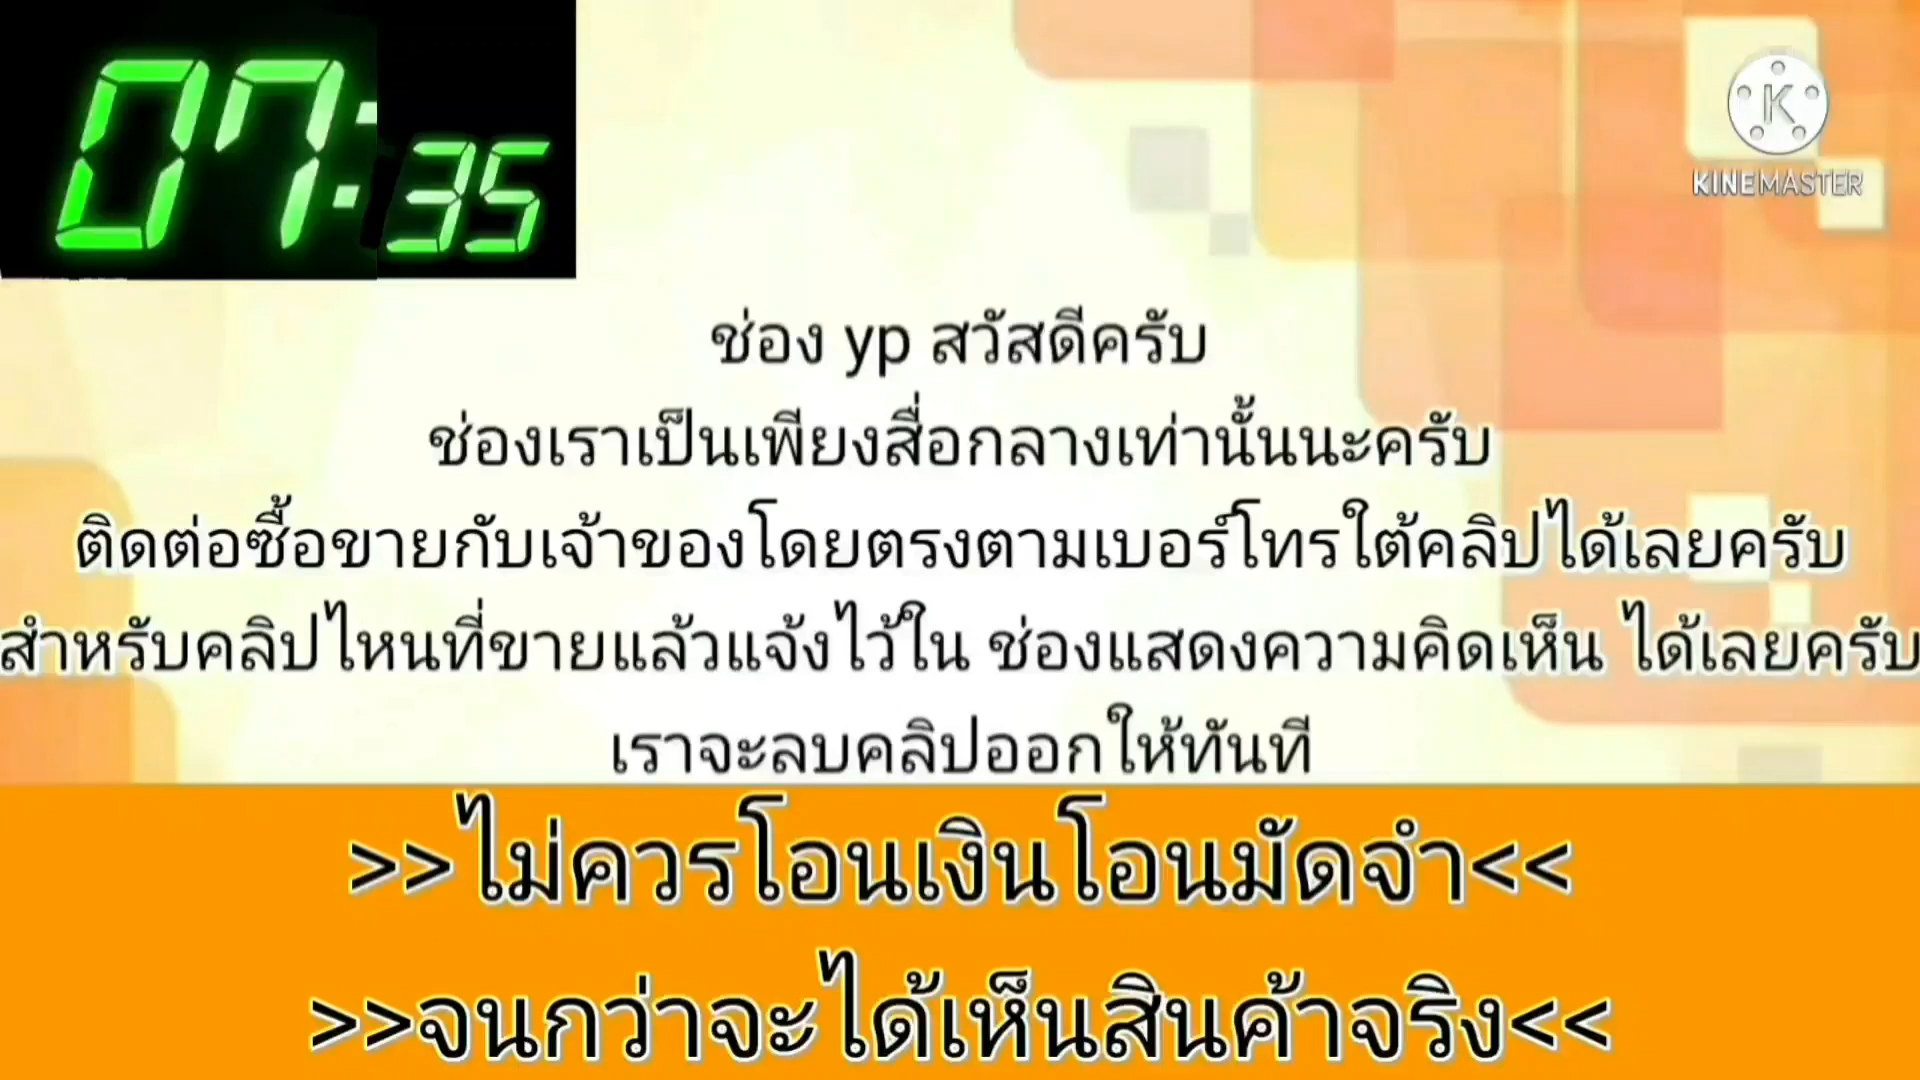 07:35
KINEMASTER
ช่อง yp สวัสดีครับ
ช่องเราเป็นเพียงสื่อกลางเท่านั้นนะครับ
ติดต่อซื้อขายกับเจ้าของโดยตรงตามเบอร์โทรใต้คลิปได้เลยครับ
สำหรับคลิปไหนที่ขายแล้วแจ้งไว้ใน ช่องแสดงความคิดเห็น ได้เลยครับ
เราจะลบคลิปออกให้ทันที
>>ไม่ควรโอนเงินโอนมัดจำ<<
>>จนกว่าจะได้เห็นสินค้าจริง<<